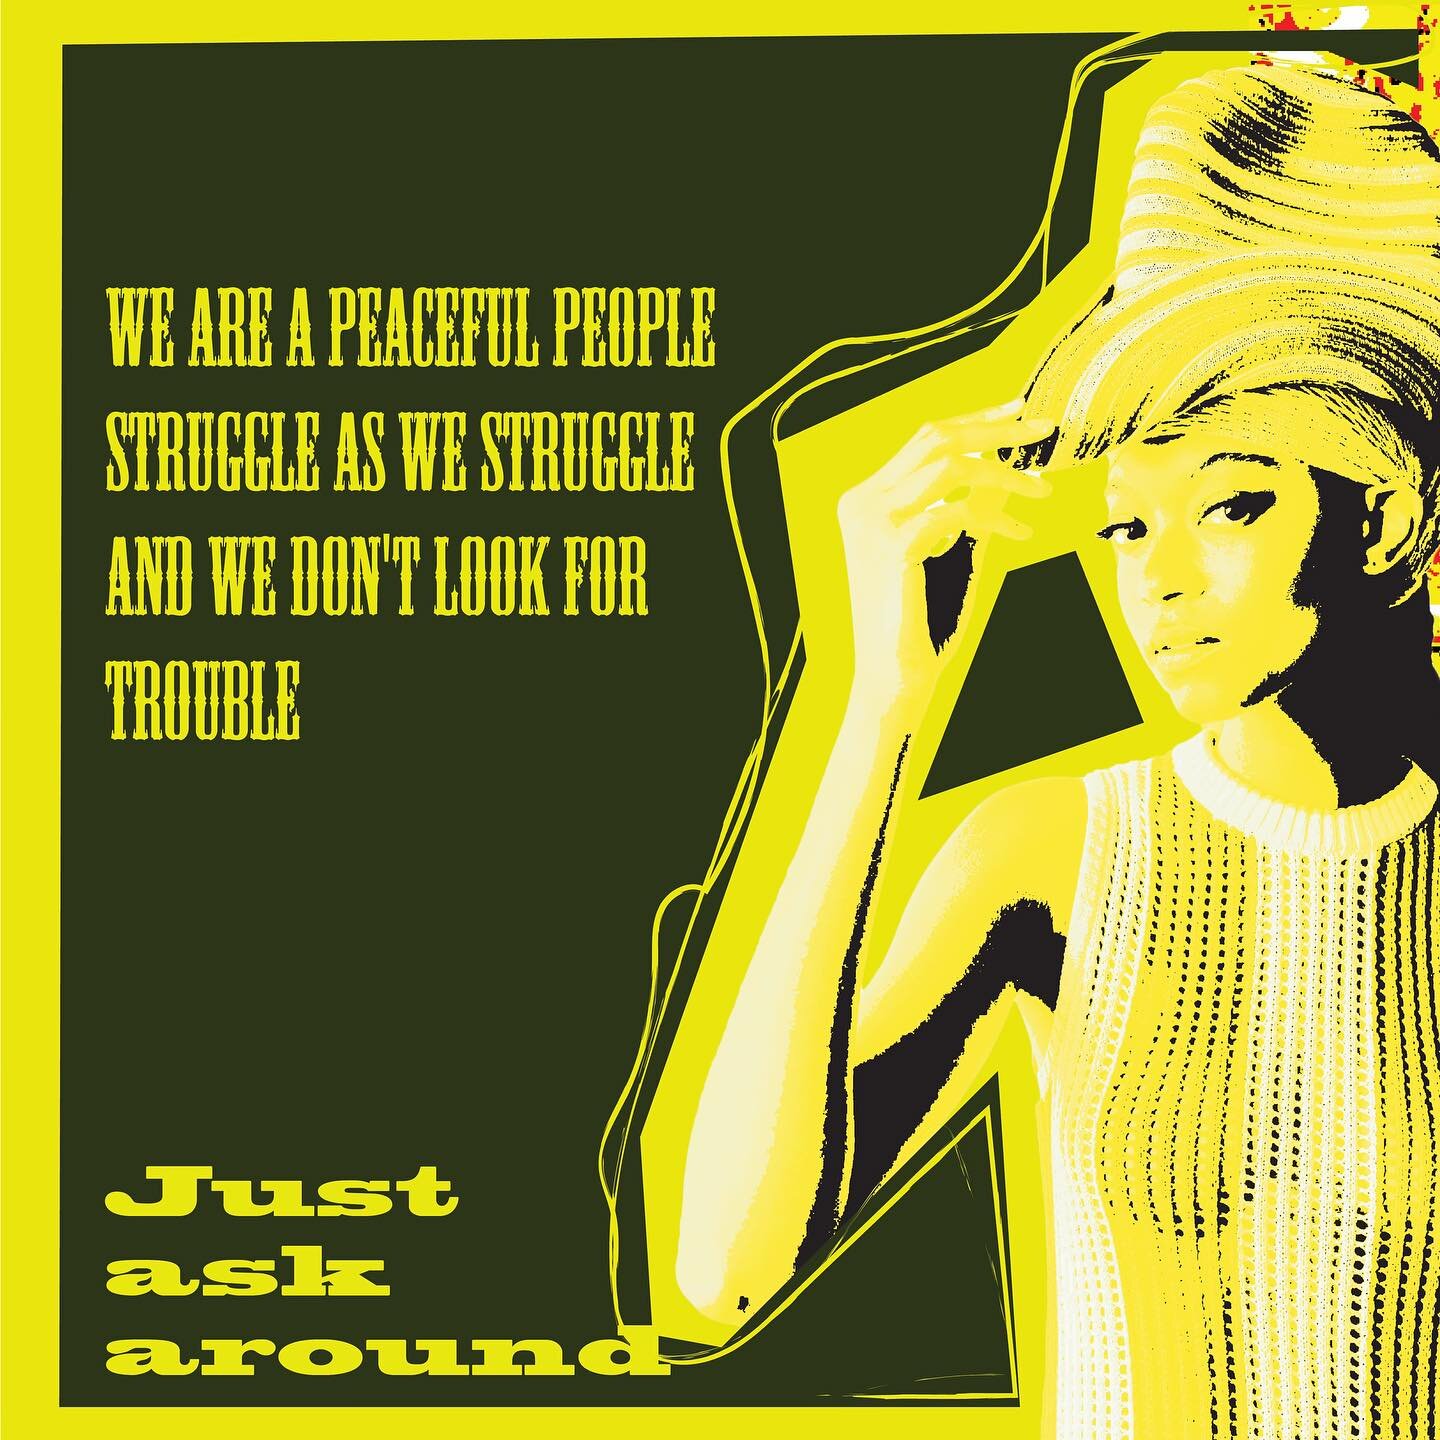 WE ARE A PEACEFUL PEOPLE
STRUGGLE AS WE STRUGGLE
AND WE DON'T LOOK FOR
TROUBLE
Just
ask
around